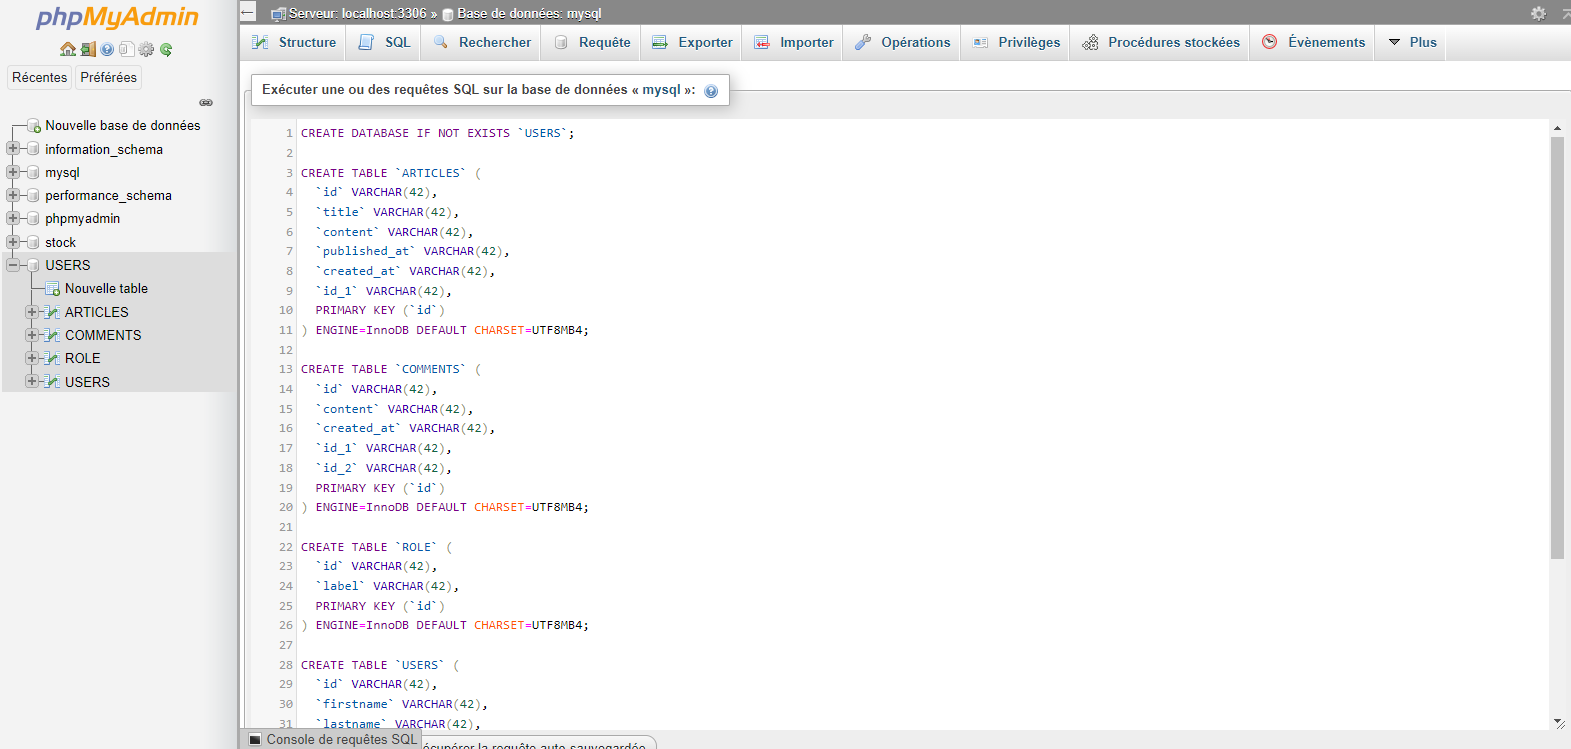 phpMyAdmin
Récentes Préférées
Nouvelle base de données
information_schema
mysql
performance_schema
phpmyadmin
stock
USERS
Nouvelle table
ARTICLES
COMMENTS
ROLE
USERS
Serveur: localhost:3306 » Base de données: mysql
Structure SQL Rechercher Requête Exporter Importer Opérations Privilèges Procédures stockées Évènements Plus
Exécuter une ou des requêtes SQL sur la base de données « mysql »:
1 CREATE DATABASE IF NOT EXISTS `USERS`;
2
3 CREATE TABLE `ARTICLES` (
4 `id` VARCHAR(42),
5 `title` VARCHAR(42),
6 `content` VARCHAR(42),
7 `published_at` VARCHAR(42),
8 `created_at` VARCHAR(42),
9 `id_1` VARCHAR(42),
10 PRIMARY KEY (`id`)
11 ) ENGINE=InnoDB DEFAULT CHARSET=UTF8MB4;
12
13 CREATE TABLE `COMMENTS` (
14 `id` VARCHAR(42),
15 `content` VARCHAR(42),
16 `created_at` VARCHAR(42),
17 `id_1` VARCHAR(42),
18 `id_2` VARCHAR(42),
19 PRIMARY KEY (`id`)
20 ) ENGINE=InnoDB DEFAULT CHARSET=UTF8MB4;
21
22 CREATE TABLE `ROLE` (
23 `id` VARCHAR(42),
24 `label` VARCHAR(42),
25 PRIMARY KEY (`id`)
26 ) ENGINE=InnoDB DEFAULT CHARSET=UTF8MB4;
27
28 CREATE TABLE `USERS` (
29 `id` VARCHAR(42),
30 `firstname` VARCHAR(42),
31 `lastname` VARCHAR(42),
Console de requêtes SQL
écupérer la requête auto-sauvegardée